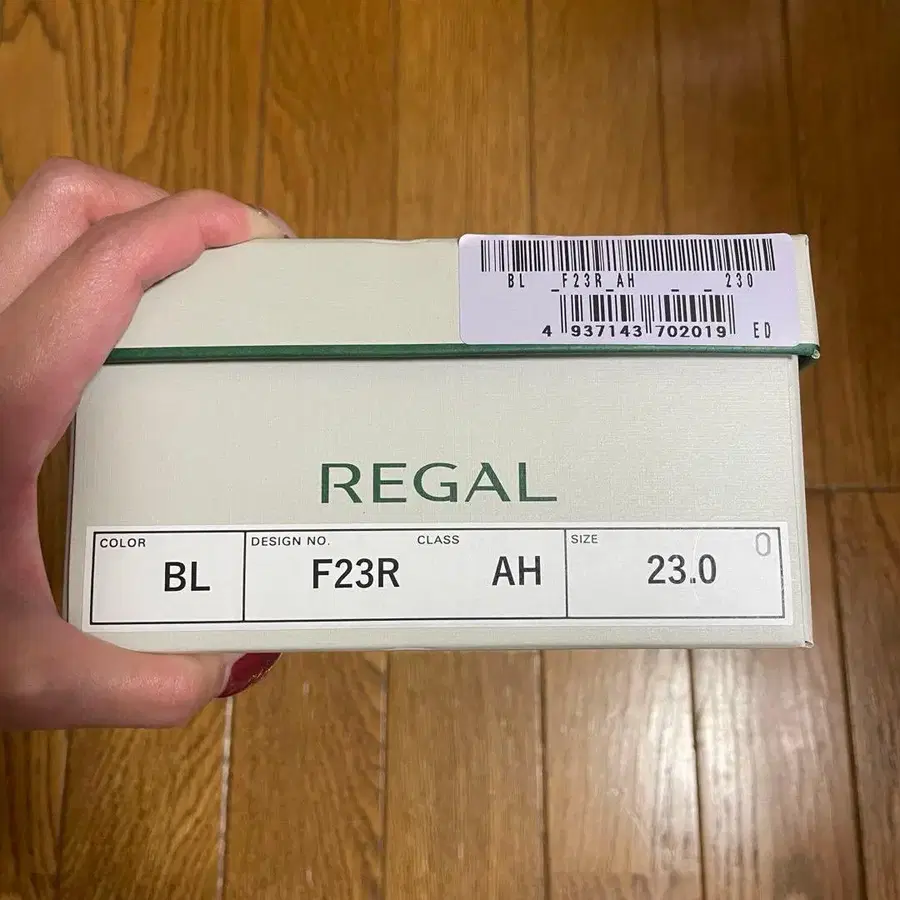 BL _F23R_AH _ _ 230
4 937143 702019 ED
REGAL
COLOR DESIGN NO. CLASS SIZE 0
BL F23R AH 23.0